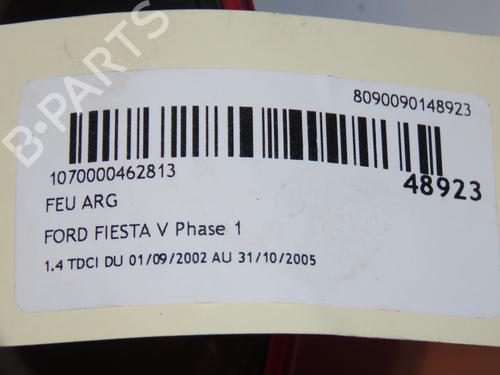 B-PARTS
8090090148923
1070000462813
48923
FEU ARG
FORD FIESTA V Phase 1
1.4 TDCI DU 01/09/2002 AU 31/10/2005